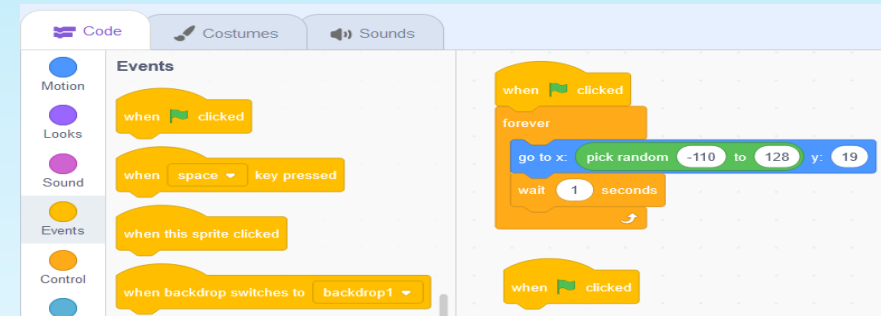 Code
Costumes
Sounds
Motion
Looks
Sound
Events
Control
Events
when clicked
when space key pressed
when this sprite clicked
when backdrop switches to backdrop1
when clicked
forever
go to x: pick random -110 to 128 y: 19
wait 1 seconds
when clicked